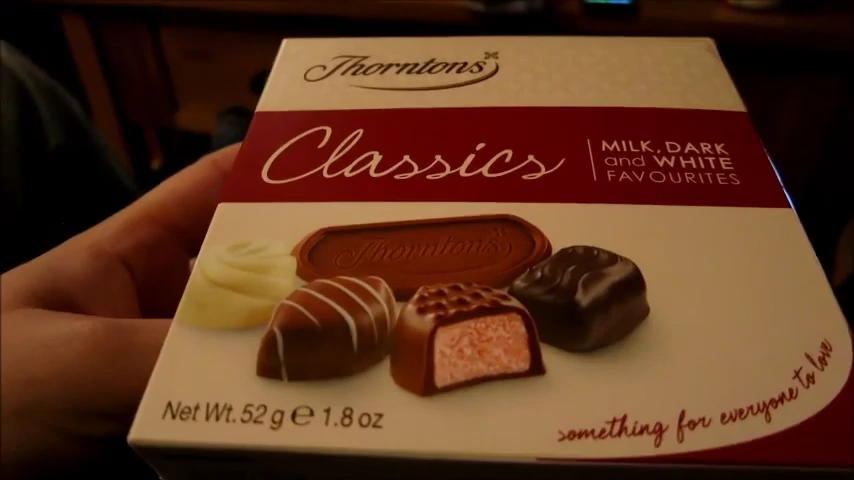 Thorntons
Classics
MILK, DARK
and WHITE
FAVOURITES
Thorntons
Net Wt. 52 g e 1.8 oz
something for everyone to love